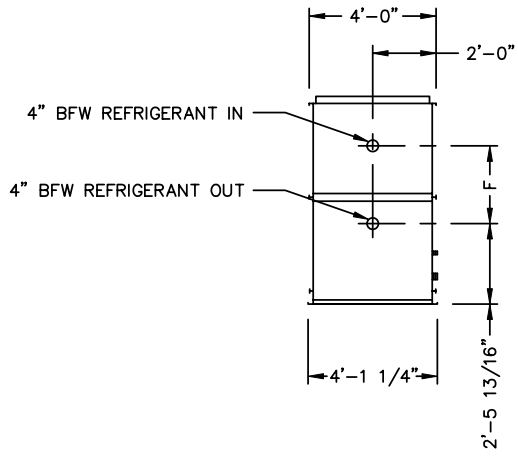 4'-0"
2'-0"
4" BFW REFRIGERANT IN
4" BFW REFRIGERANT OUT
F
4'-1 1/4"
2'-5 13/16"